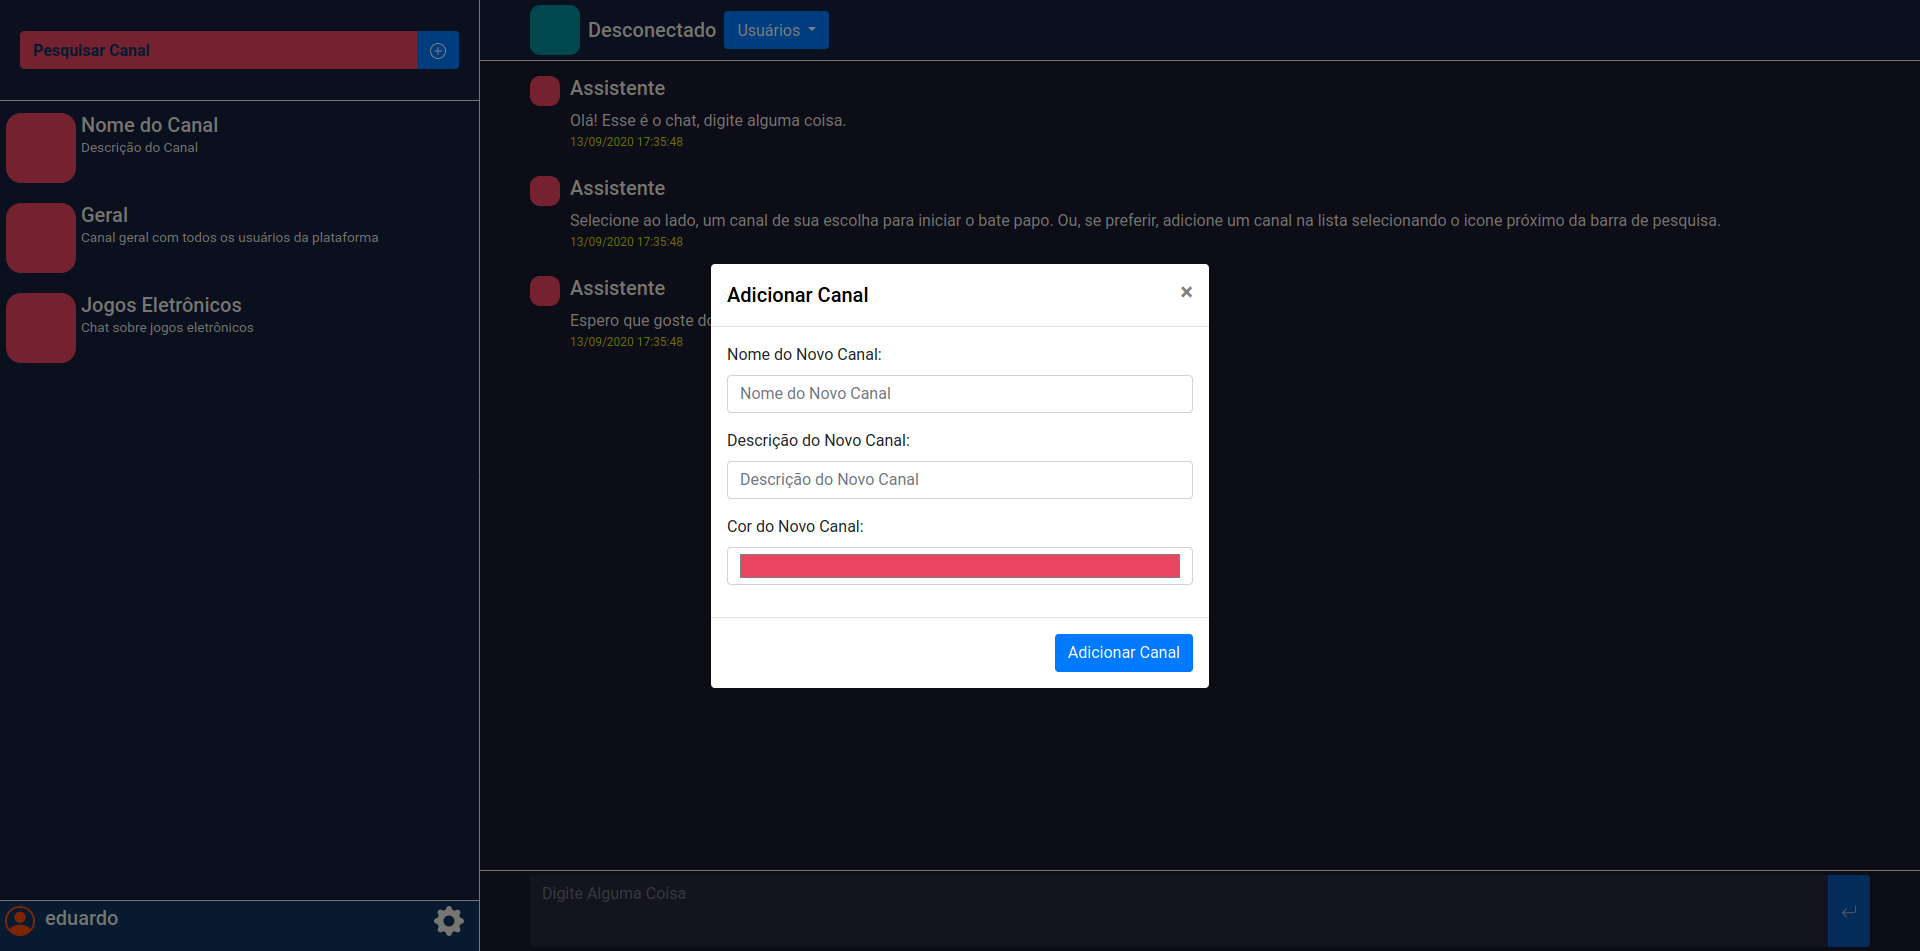 Pesquisar Canal
Nome do Canal
Descrição do Canal
Geral
Canal geral com todos os usuários da plataforma
Jogos Eletrônicos
Chat sobre jogos eletrônicos
eduardo
Desconectado
Usuários
Assistente
Olá! Esse é o chat, digite alguma coisa.
13/09/2020 17:35:48
Assistente
Selecione ao lado, um canal de sua escolha para iniciar o bate papo. Ou, se preferir, adicione um canal na lista selecionando o icone próximo da barra de pesquisa.
13/09/2020 17:35:48
Assistente
Espero que goste
13/09/2020 17:35:48
Adicionar Canal
×
Nome do Novo Canal:
Nome do Novo Canal
Descrição do Novo Canal:
Descrição do Novo Canal
Cor do Novo Canal:
Adicionar Canal
Digite Alguma Coisa